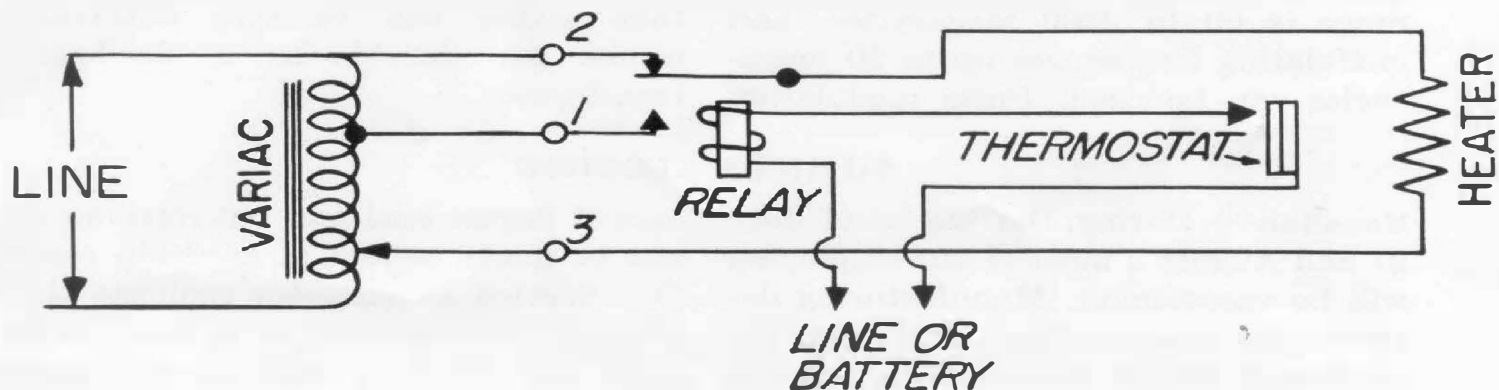 2
1
LINE
VARIAC
RELAY
THERMOSTAT
HEATER
3
LINE OR
BATTERY